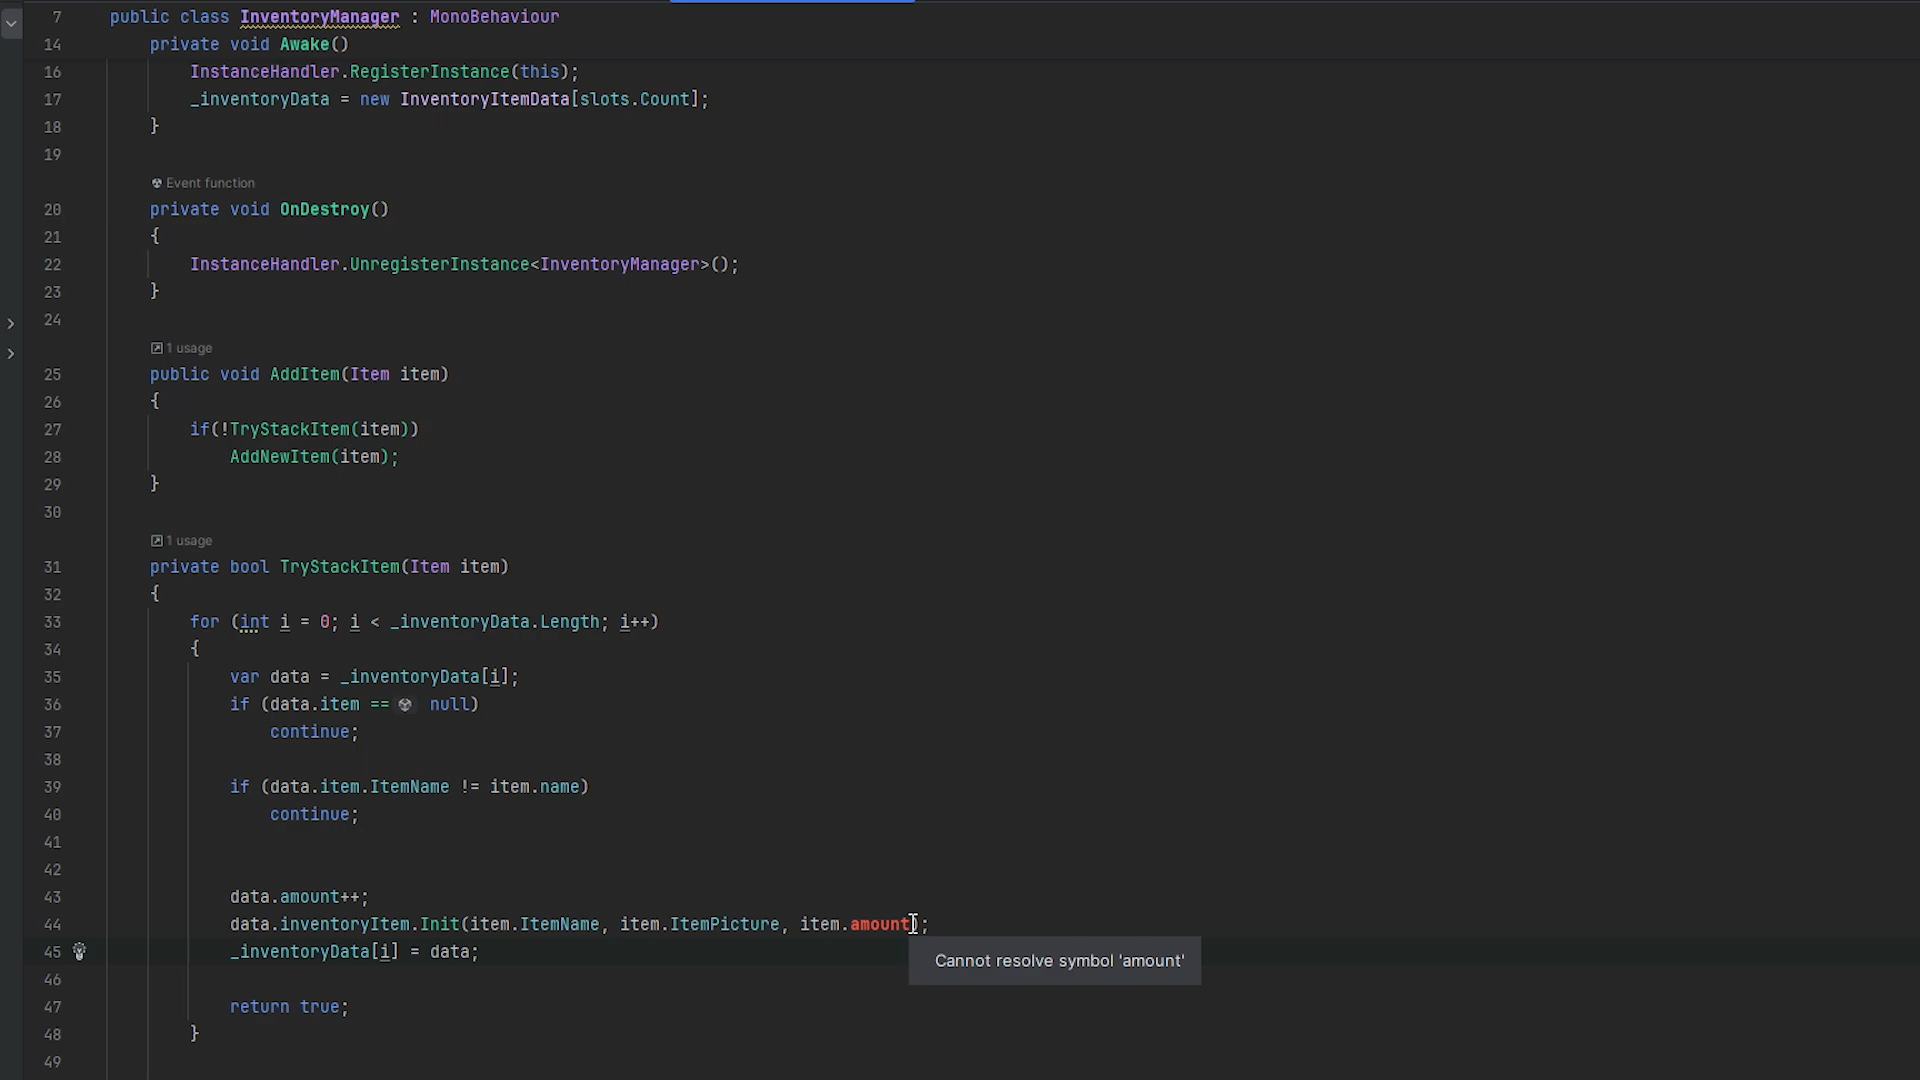 7 public class InventoryManager : MonoBehaviour
14 private void Awake()
16 InstanceHandler.RegisterInstance(this);
17 _inventoryData = new InventoryItemData[slots.Count];
18 }
19
Event function
20 private void OnDestroy()
21 {
22 InstanceHandler.UnregisterInstance<InventoryManager>();
23 }
24
1 usage
25 public void AddItem(Item item)
26 {
27 if(!TryStackItem(item))
28 AddNewItem(item);
29 }
30
1 usage
31 private bool TryStackItem(Item item)
32 {
33 for (int i = 0; i < _inventoryData.Length; i++)
34 {
35 var data = _inventoryData[i];
36 if (data.item == null)
37 continue;
38
39 if (data.item.ItemName != item.name)
40 continue;
41
42
43 data.amount++;
44 data.inventoryItem.Init(item.ItemName, item.ItemPicture, item.amount);
45 _inventoryData[i] = data;
Cannot resolve symbol 'amount'
46
47 return true;
48 }
49